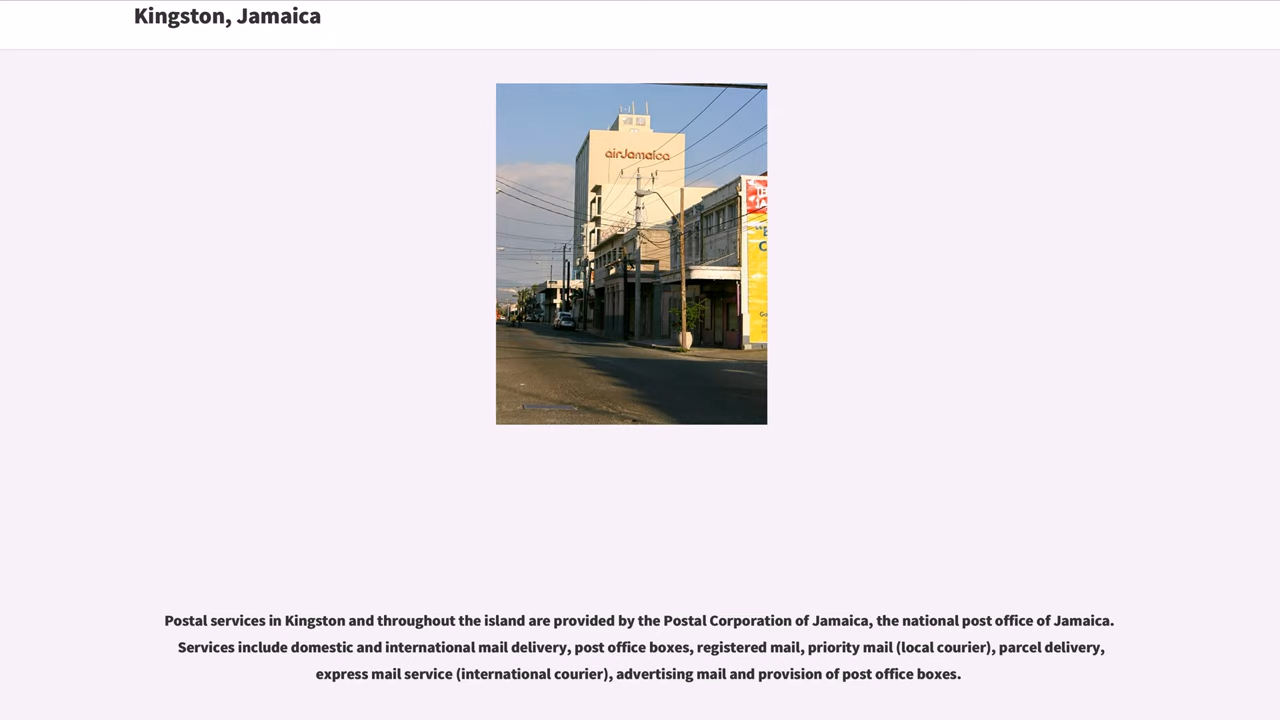 Kingston, Jamaica
airJamaica
Postal services in Kingston and throughout the island are provided by the Postal Corporation of Jamaica, the national post office of Jamaica.
Services include domestic and international mail delivery, post office boxes, registered mail, priority mail (local courier), parcel delivery,
express mail service (international courier), advertising mail and provision of post office boxes.